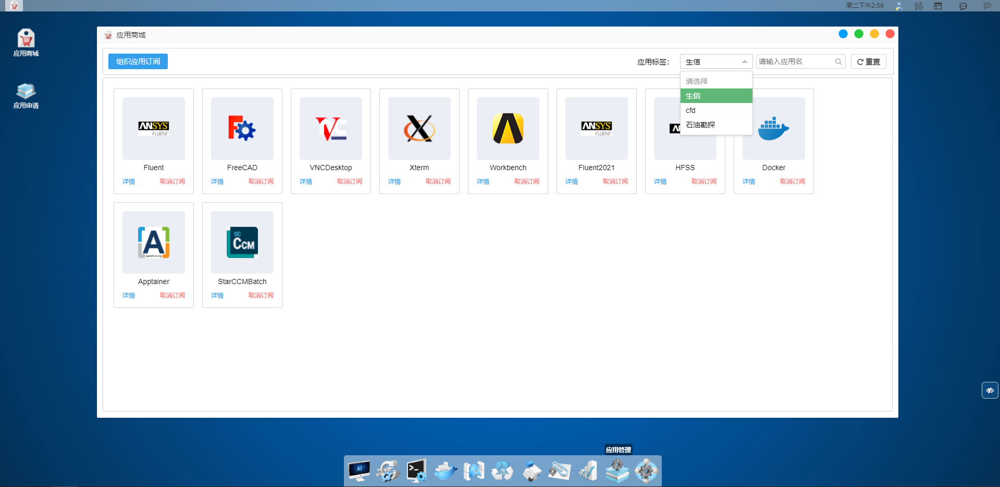 周二下午2:56
应用商城
应用申请
应用商城
组织应用订阅
应用标签： 生信 请输入应用名 重置
请选择
生信
cfd
石油勘探
ANSYS FLUENT
Fluent
详情 取消订阅
FreeCAD
详情 取消订阅
VNC
VNCDesktop
详情 取消订阅
X
Xterm
详情 取消订阅
Workbench
详情 取消订阅
ANSYS FLUENT
Fluent2021
详情 取消订阅
HFSS
详情 取消订阅
Docker
详情 取消订阅
A
Apptainer
详情 取消订阅
SC CCM
StarCCMBatch
详情 取消订阅
应用管理
Ai